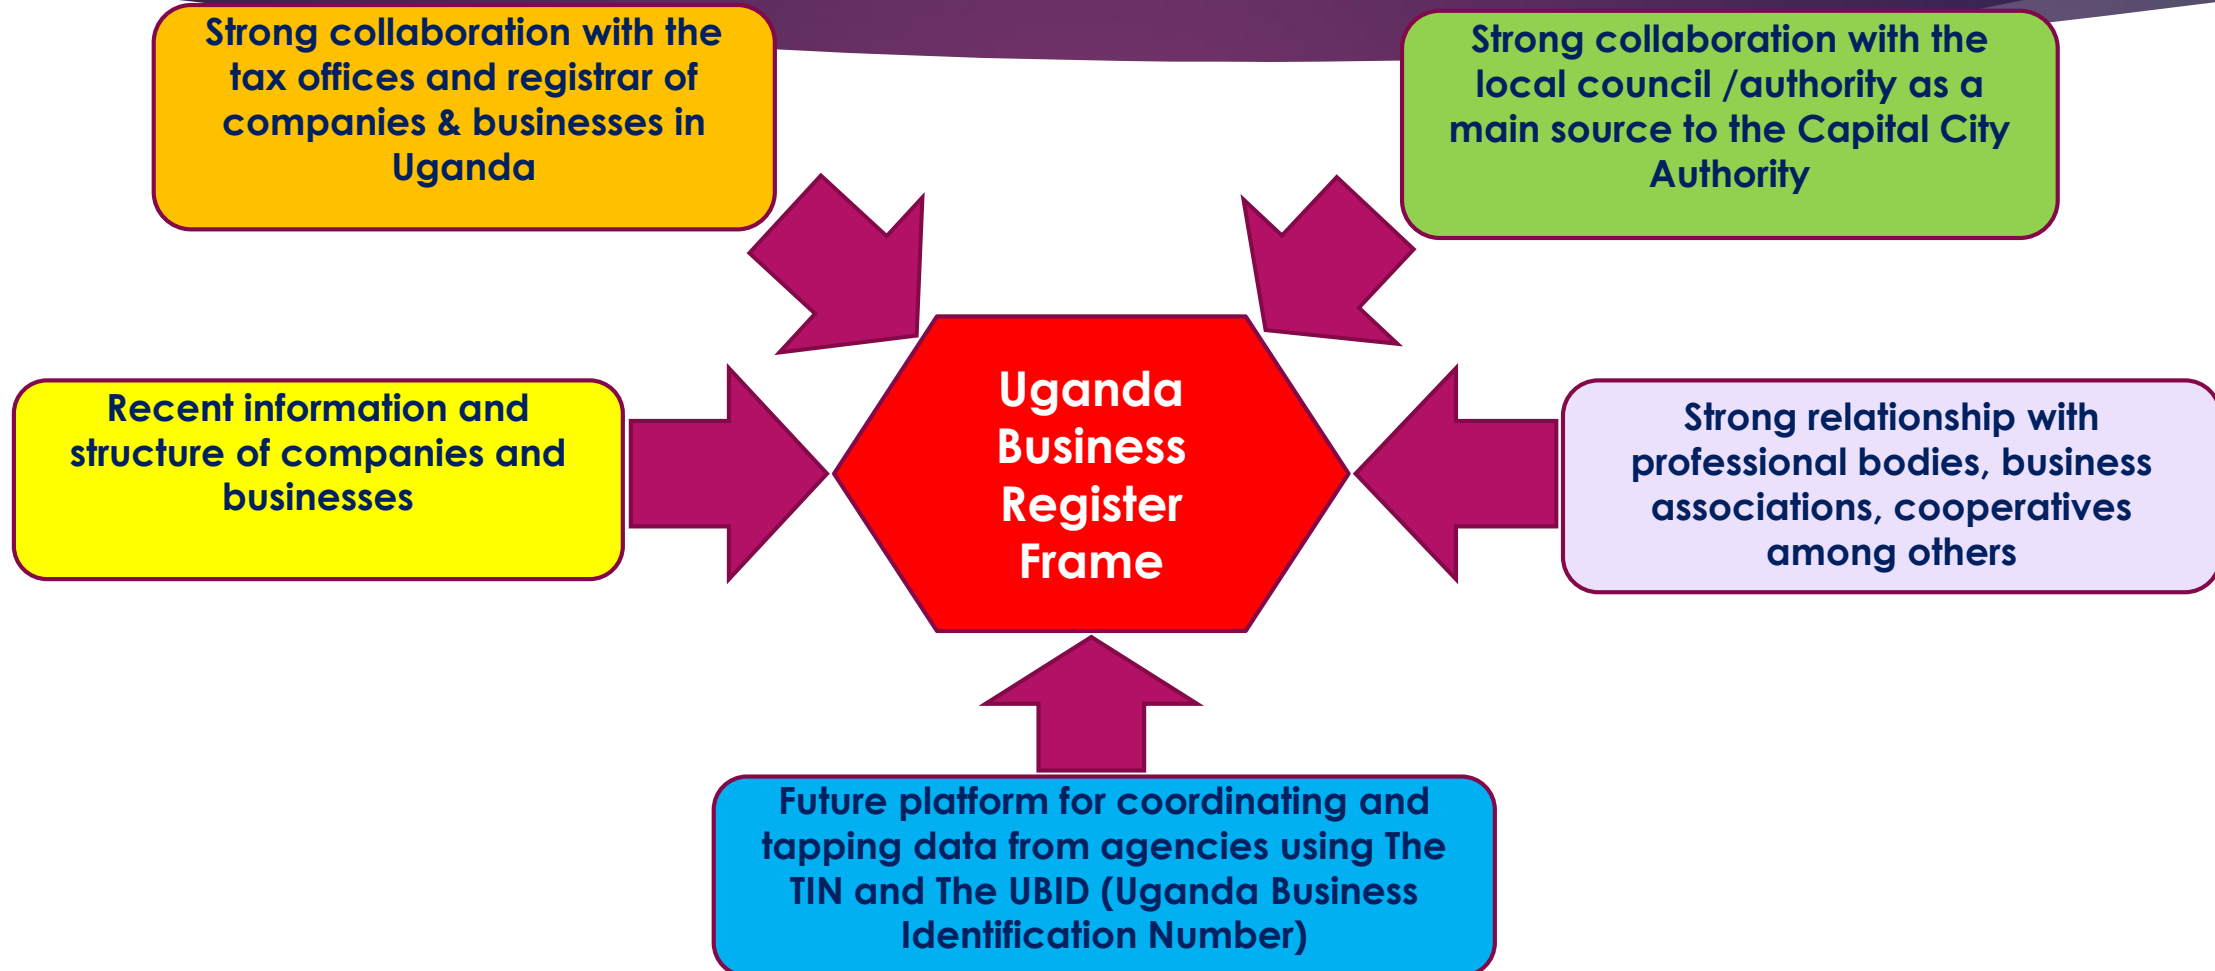 Strong collaboration with the
tax offices and registrar of
companies & businesses in
Uganda
Strong collaboration with the
local council /authority as a
main source to the Capital City
Authority
Recent information and
structure of companies and
businesses
Uganda
Business
Register
Frame
Strong relationship with
professional bodies, business
associations, cooperatives
among others
Future platform for coordinating and
tapping data from agencies using The
TIN and The UBID (Uganda Business
Identification Number)